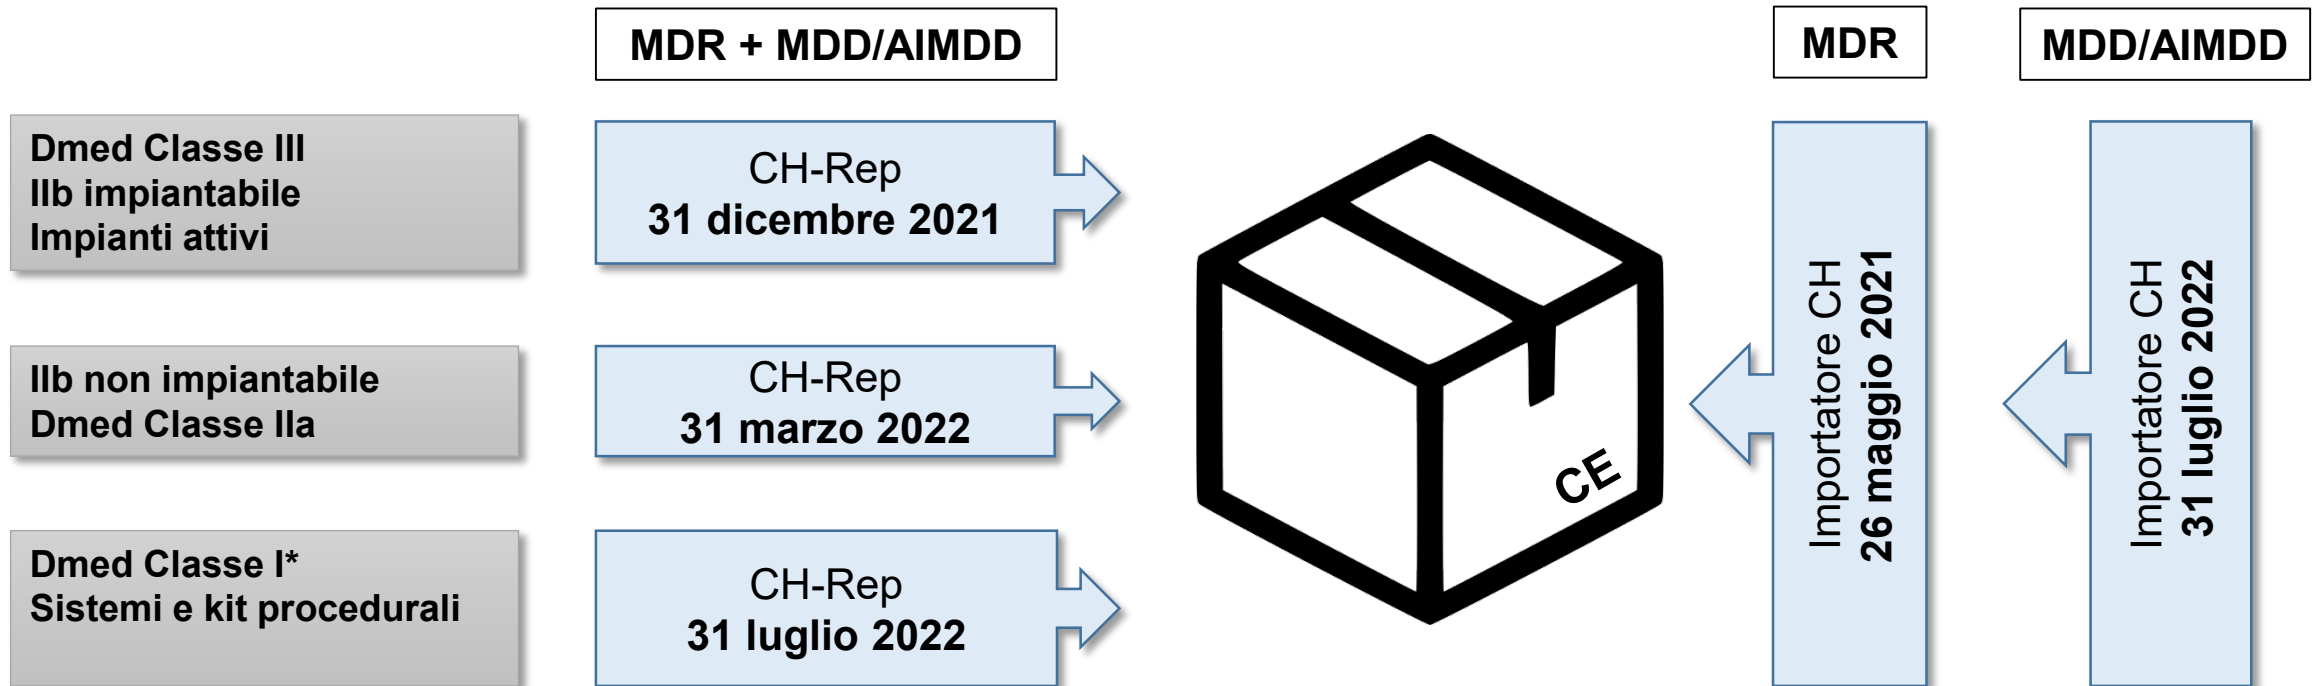 MDR + MDD/AIMDD
MDR
MDD/AIMDD
Dmed Classe III
IIb impiantabile
Impianti attivi
CH-Rep
31 dicembre 2021
IIb non impiantabile
Dmed Classe IIa
CH-Rep
31 marzo 2022
Dmed Classe I*
Sistemi e kit procedurali
CH-Rep
31 luglio 2022
CE
Importatore CH
26 maggio 2021
Importatore CH
31 luglio 2022